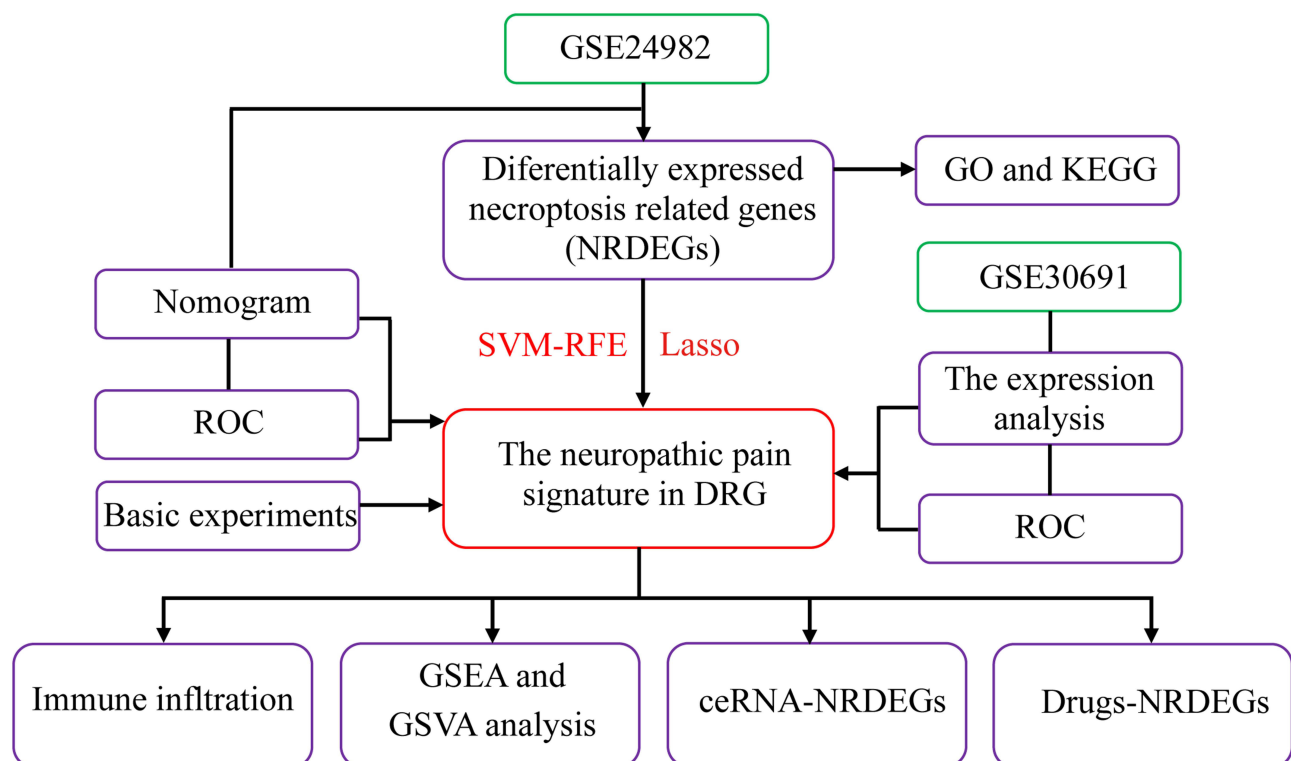 GSE24982
Diferentially expressed
necroptosis related genes
(NRDEGs)
GO and KEGG
GSE30691
Nomogram
SVM-RFE
Lasso
The expression
analysis
ROC
The neuropathic pain
signature in DRG
Basic experiments
ROC
Immune infltration
GSEA and
GSVA analysis
ceRNA-NRDEGs
Drugs-NRDEGs